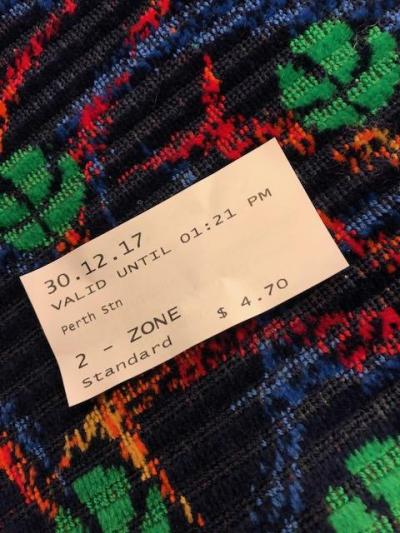 30.12.17
VALID UNTIL 01:21 PM
Perth Stn
2 - ZONE $ 4.70
Standard